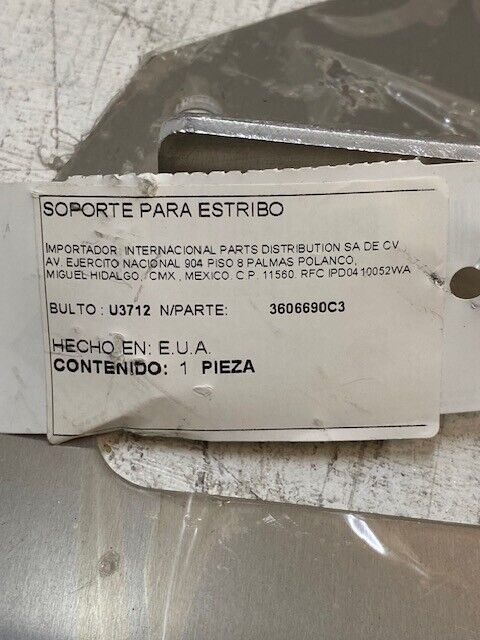 SOPORTE PARA ESTRIBO
IMPORTADOR: INTERNACIONAL PARTS DISTRIBUTION SA DE CV
AV. EJERCITO NACIONAL 904 PISO 8 PALMAS POLANCO,
MIGUEL HIDALGO, CMX, MEXICO. C.P. 11560. RFC IPD0410052WA
BULTO: U3712 N/PARTE: 3606690C3
HECHO EN: E.U.A.
CONTENIDO: 1 PIEZA